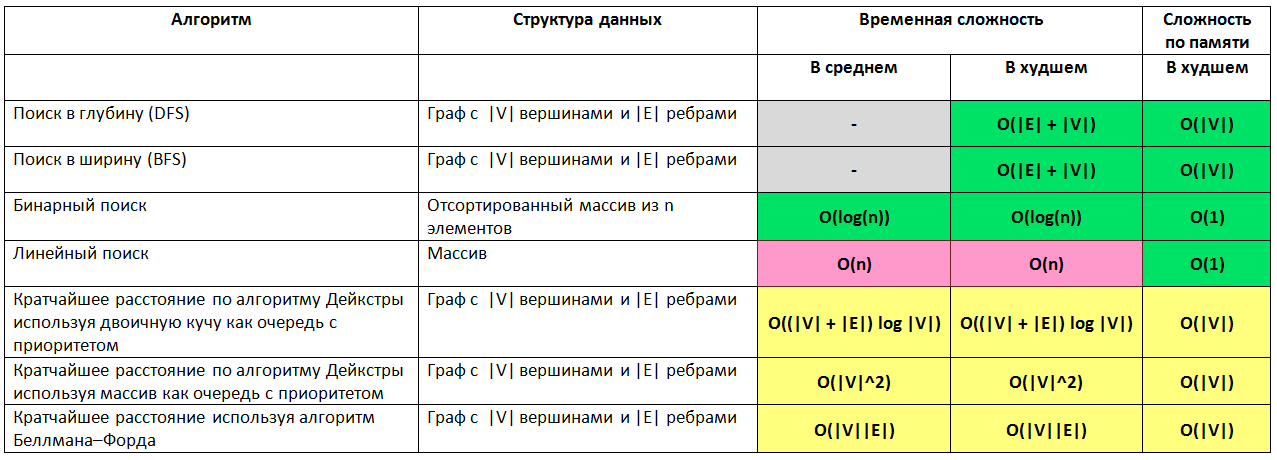 Алгоритм
Структура данных
Временная сложность
Сложность
по памяти
В среднем
В худшем
В худшем
Поиск в глубину (DFS)
Граф с |V| вершинами и |E| ребрами
-
O(|E| + |V|)
O(|V|)
Поиск в ширину (BFS)
Граф с |V| вершинами и |E| ребрами
-
O(|E| + |V|)
O(|V|)
Бинарный поиск
Отсортированный массив из n
элементов
O(log(n))
O(log(n))
O(1)
Линейный поиск
Массив
O(n)
O(n)
O(1)
Кратчайшее расстояние по алгоритму Дейкстры
используя двоичную кучу как очередь с
приоритетом
Граф с |V| вершинами и |E| ребрами
O((|V| + |E|) log |V|)
O((|V| + |E|) log |V|)
O(|V|)
Кратчайшее расстояние по алгоритму Дейкстры
используя массив как очередь с приоритетом
Граф с |V| вершинами и |E| ребрами
O(|V|^2)
O(|V|^2)
O(|V|)
Кратчайшее расстояние используя алгоритм
Беллмана–Форда
Граф с |V| вершинами и |E| ребрами
O(|V||E|)
O(|V||E|)
O(|V|)